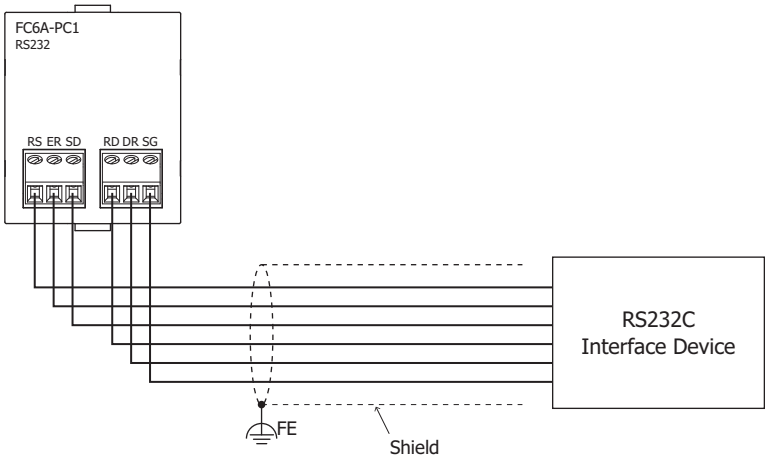 FC6A-PC1
RS232
RS ER SD RD DR SG
RS232C
Interface Device
FE
Shield